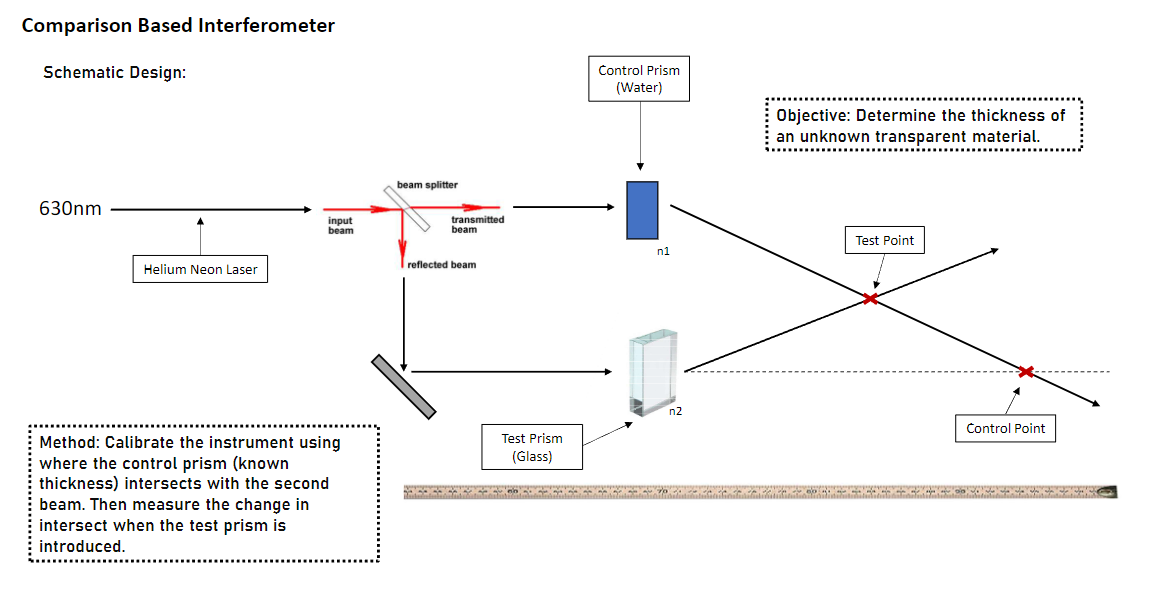 Comparison Based Interferometer
Schematic Design:
Control Prism
(Water)
Objective: Determine the thickness of
an unknown transparent material.
630nm
beam splitter
input
beam
transmitted
beam
reflected beam
Helium Neon Laser
n1
Test Point
n2
Control Point
Test Prism
(Glass)
Method: Calibrate the instrument using
where the control prism (known
thickness) intersects with the second
beam. Then measure the change in
intersect when the test prism is
introduced.